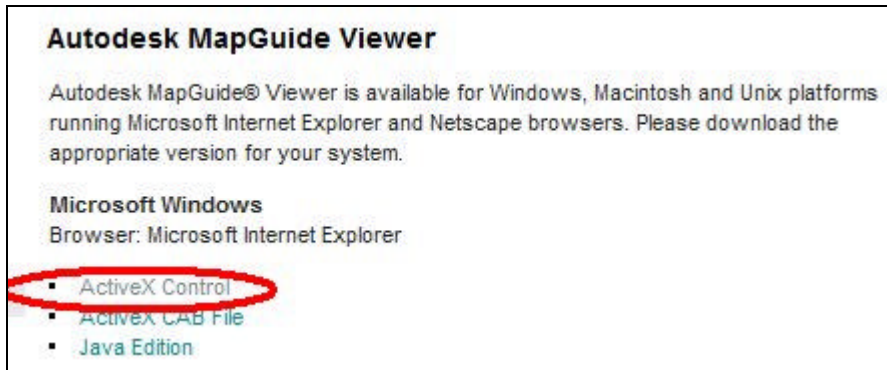 Autodesk MapGuide Viewer
Autodesk MapGuide® Viewer is available for Windows, Macintosh and Unix platforms
running Microsoft Internet Explorer and Netscape browsers. Please download the
appropriate version for your system.
Microsoft Windows
Browser: Microsoft Internet Explorer
▪ ActiveX Control
▪ ActiveX CAB File
▪ Java Edition